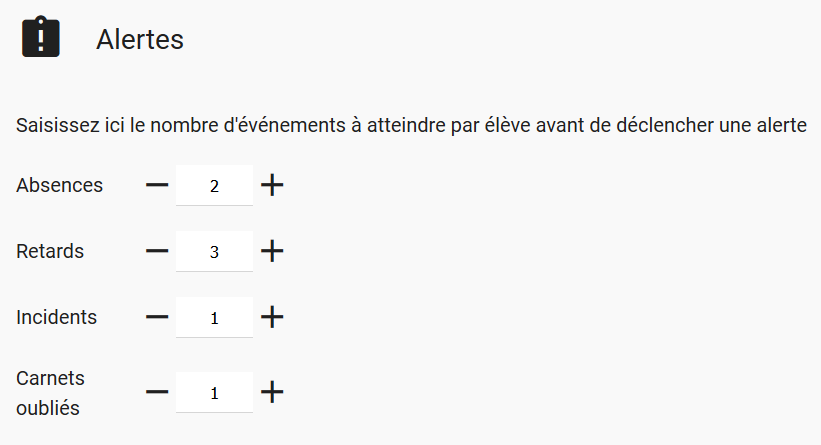 Alertes
Saisissez ici le nombre d'événements à atteindre par élève avant de déclencher une alerte
Absences 2
Retards 3
Incidents 1
Carnets
oubliés 1